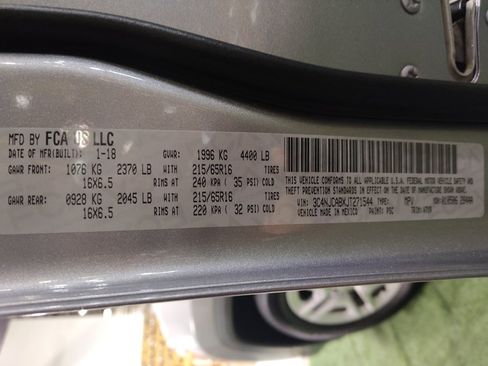 MFD BY FCA US LLC
DATE OF MFR(BUILT): 1-18 GVWR: 1996 KG 4400 LB
GAWR FRONT: 1076 KG 2370 LB WITH 215/65R16 TIRES
16X6.5 RIMS AT 240 KPA ( 35 PSI) COLD
GAWR REAR: 0928 KG 2045 LB WITH 215/65R16 TIRES
16X6.5 RIMS AT 220 KPA ( 32 PSI) COLD
THIS VEHICLE CONFORMS TO ALL APPLICABLE U.S.A. FEDERAL MOTOR VEHICLE SAFETY AND
THEFT PREVENTION STANDARDS IN EFFECT ON THE DATE OF MANUFACTURE SHOWN ABOVE
VIN: 3C4NJCABXJT271544 TYPE: MPV
MADE IN MEXICO PAINT: PSC TRIM: